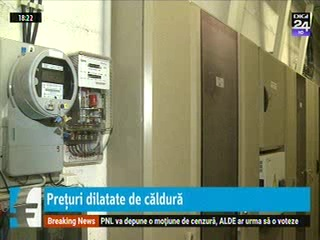 18:22
DIGI
24
HD
Prețuri dilatate de căldură
Breaking News PNL va depune o moțiune de cenzură, ALDE ar urma să o voteze